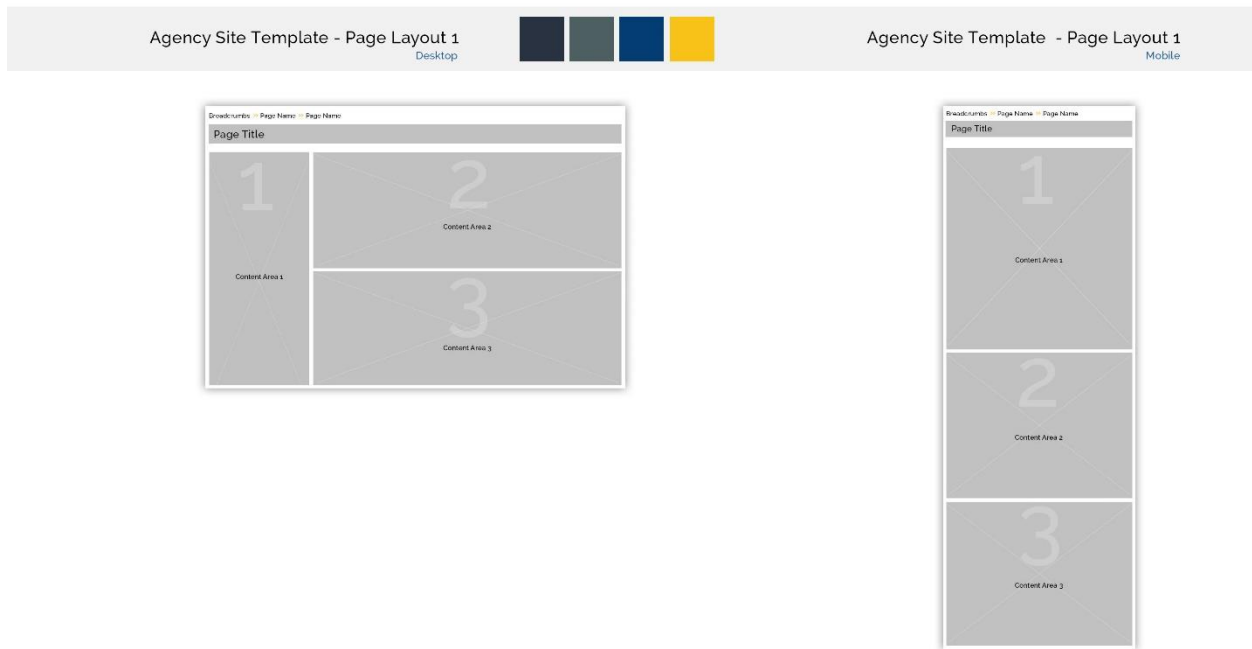 Agency Site Template - Page Layout 1
Desktop
Agency Site Template - Page Layout 1
Mobile
Breadcrumbs » Page Name » Page Name
Page Title
1
Content Area 1
2
Content Area 2
3
Content Area 3
Breadcrumbs » Page Name » Page Name
Page Title
1
Content Area 1
2
Content Area 2
3
Content Area 3